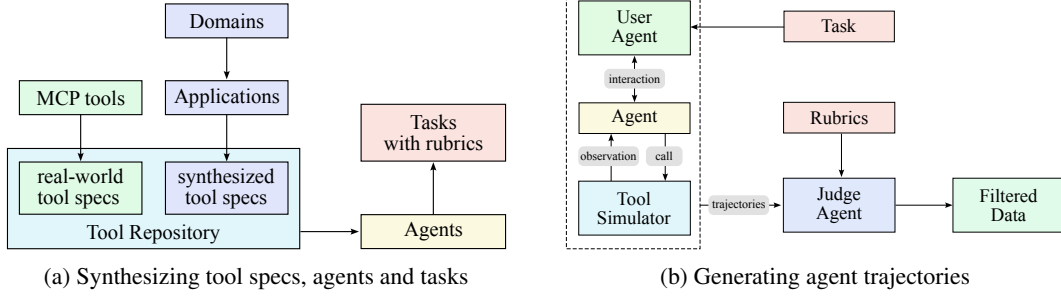 Domains
MCP tools
Applications
real-world
tool specs
synthesized
tool specs
Tool Repository
Tasks
with rubrics
Agents
(a) Synthesizing tool specs, agents and tasks
User
Agent
Task
interaction
Agent
observation
call
Tool
Simulator
trajectories
Rubrics
Judge
Agent
Filtered
Data
(b) Generating agent trajectories